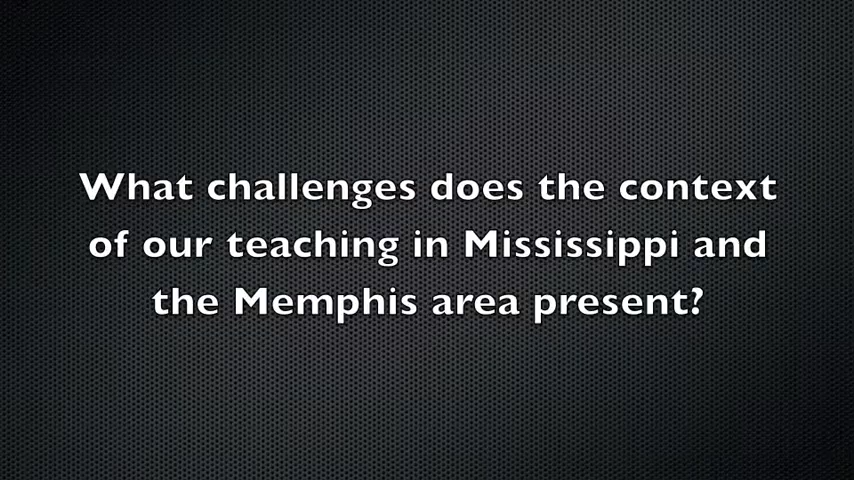 What challenges does the context
of our teaching in Mississippi and
the Memphis area present?